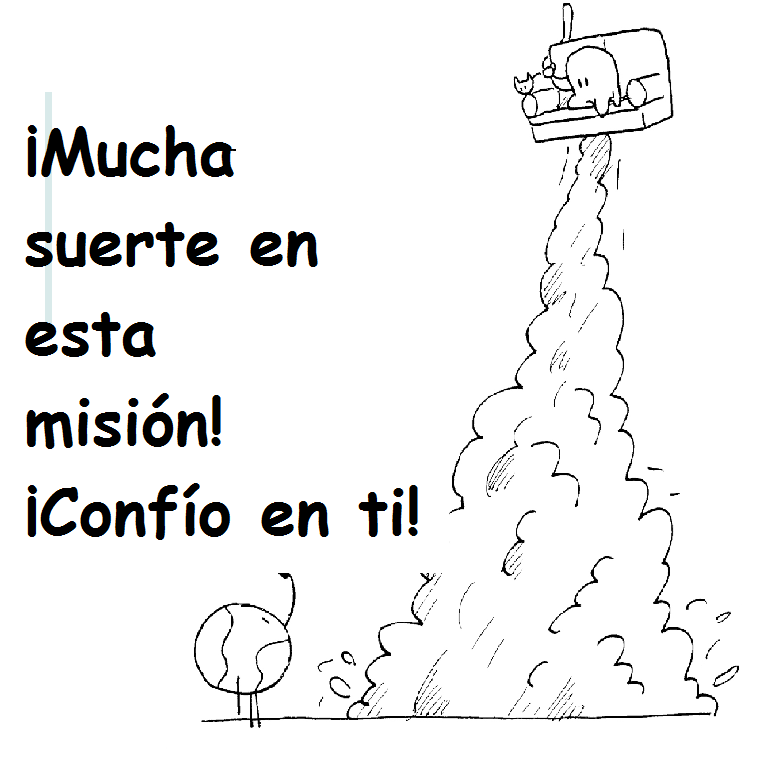 ¡Mucha
suerte en
esta
misión!
¡Confío en ti!